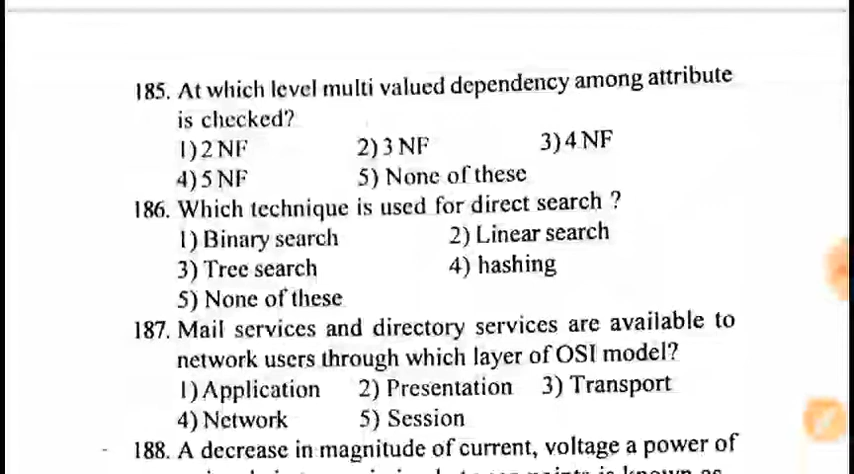 185. At which level multi valued dependency among attribute
is checked?
1) 2 NF 2) 3 NF 3) 4 NF
4) 5 NF 5) None of these
186. Which technique is used for direct search ?
1) Binary search 2) Linear search
3) Tree search 4) hashing
5) None of these
187. Mail services and directory services are available to
network users through which layer of OSI model?
1) Application 2) Presentation 3) Transport
4) Network 5) Session
188. A decrease in magnitude of current, voltage a power of